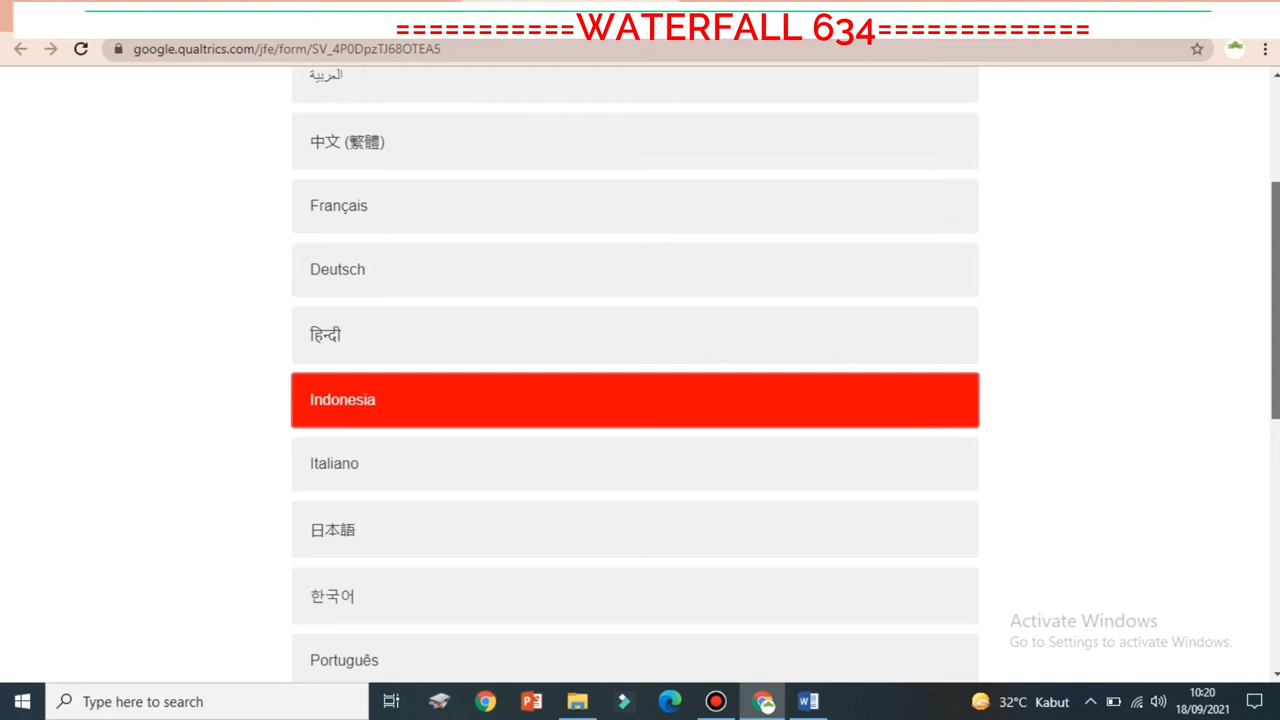 ===========WATERFALL 634=============
google.qualtrics.com/jfe/form/SV_4P0DpzTJ68OTEA5
العربية
中文 (繁體)
Français
Deutsch
हिन्दी
Indonesia
Italiano
日本語
한국어
Português
Activate Windows
Go to Settings to activate Windows.
Type here to search
32°C Kabut
10:20
18/09/2021